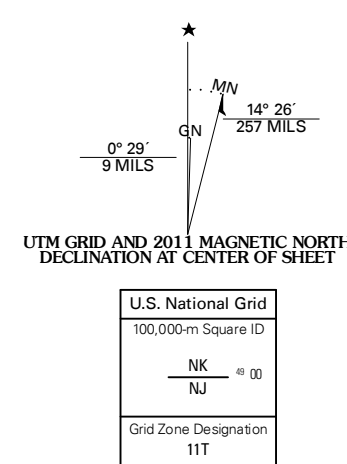 ★
MN
GN
14° 26´
257 MILS
0° 29´
9 MILS
UTM GRID AND 2011 MAGNETIC NORTH
DECLINATION AT CENTER OF SHEET
U.S. National Grid
100,000-m Square ID
NK
49 00
NJ
Grid Zone Designation
11T